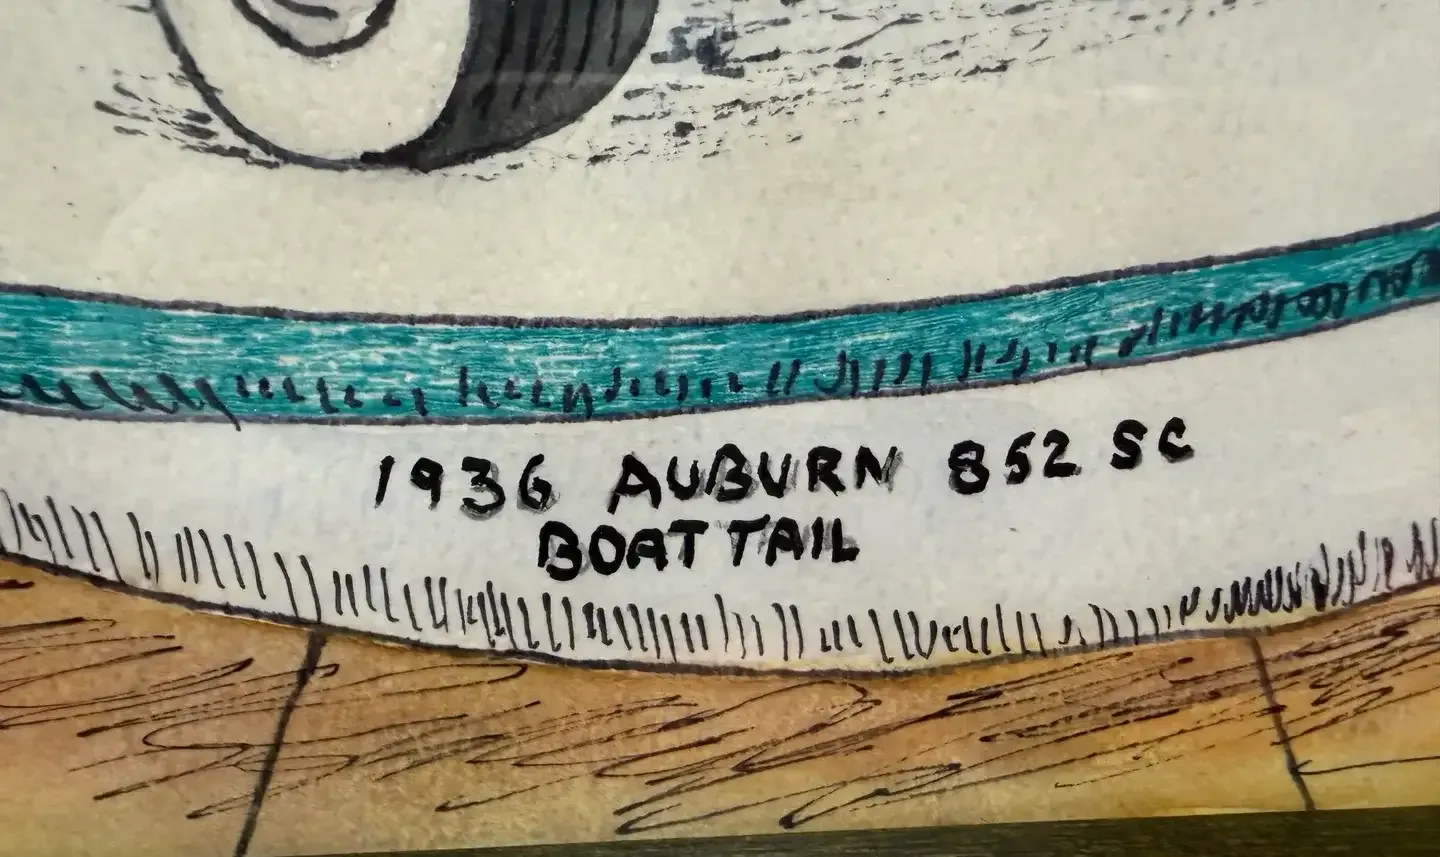 1936 AUBURN 852 SC
BOAT TAIL